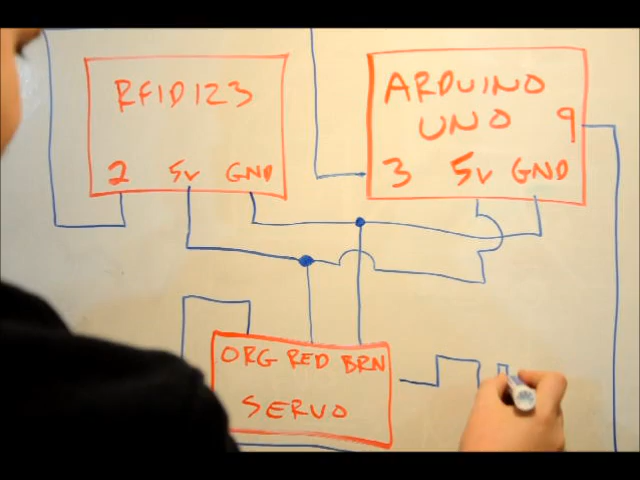 RFID123
2 5v GND
ARDUINO
UNO 9
3 5v GND
ORG RED BRN
SERVO